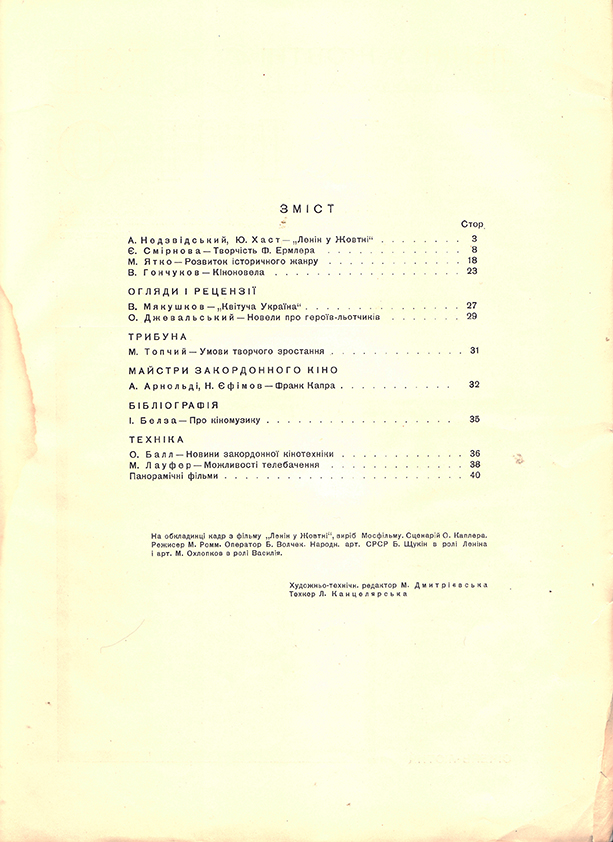 ЗМІСТ
Стор.
А. Недзвідський, Ю. Хаст — „Ленін у Жовтні“ . . . . . . . . 3
Є. Смірнова — Творчість Ф. Ермлера . . . . . . . . . . . . . 8
М. Ятко — Розвиток історичного жанру . . . . . . . . . . . . 18
В. Гончуков — Кіноновела . . . . . . . . . . . . . . . . . 23
ОГЛЯДИ І РЕЦЕНЗІЇ
В. Мякушков — „Квітуча Україна“ . . . . . . . . . . . . . . 27
О. Джевальський — Новели про героїв-льотчиків . . . . . . . 29
ТРИБУНА
М. Топчий — Умови творчого зростання . . . . . . . . . . . . 31
МАЙСТРИ ЗАКОРДОННОГО КІНО
А. Арнольді, Н. Єфімов — Франк Капра . . . . . . . . . . 32
БІБЛІОГРАФІЯ
І. Бэлза — Про кіномузику . . . . . . . . . . . . . . . 35
ТЕХНІКА
О. Балл — Новини закордонної кінотехніки . . . . . . . . . . 36
М. Лауфер — Можливості телебачення . . . . . . . . . . . . 38
Панорамічні фільми . . . . . . . . . . . . . . . . . . . 40
На обкладинці кадр з фільму „Ленін у Жовтні“, виріб Мосфільму. Сценарій О. Каплера.
Режисер М. Ромм. Оператор Б. Волчек. Народн. арт. СРСР Б. Щукін в ролі Леніна
і арт. М. Охлопков в ролі Василія.
Художньо-технічн. редактор М. Дмитрієвська
Техкор Л. Канцелярська